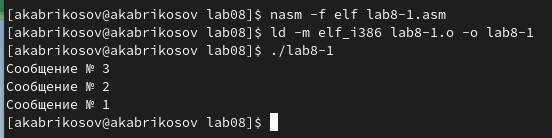 [akabrikosov@akabrikosov lab08]$ nasm -f elf lab8-1.asm
[akabrikosov@akabrikosov lab08]$ ld -m elf_i386 lab8-1.o -o lab8-1
[akabrikosov@akabrikosov lab08]$ ./lab8-1
Сообщение № 3
Сообщение № 2
Сообщение № 1
[akabrikosov@akabrikosov lab08]$